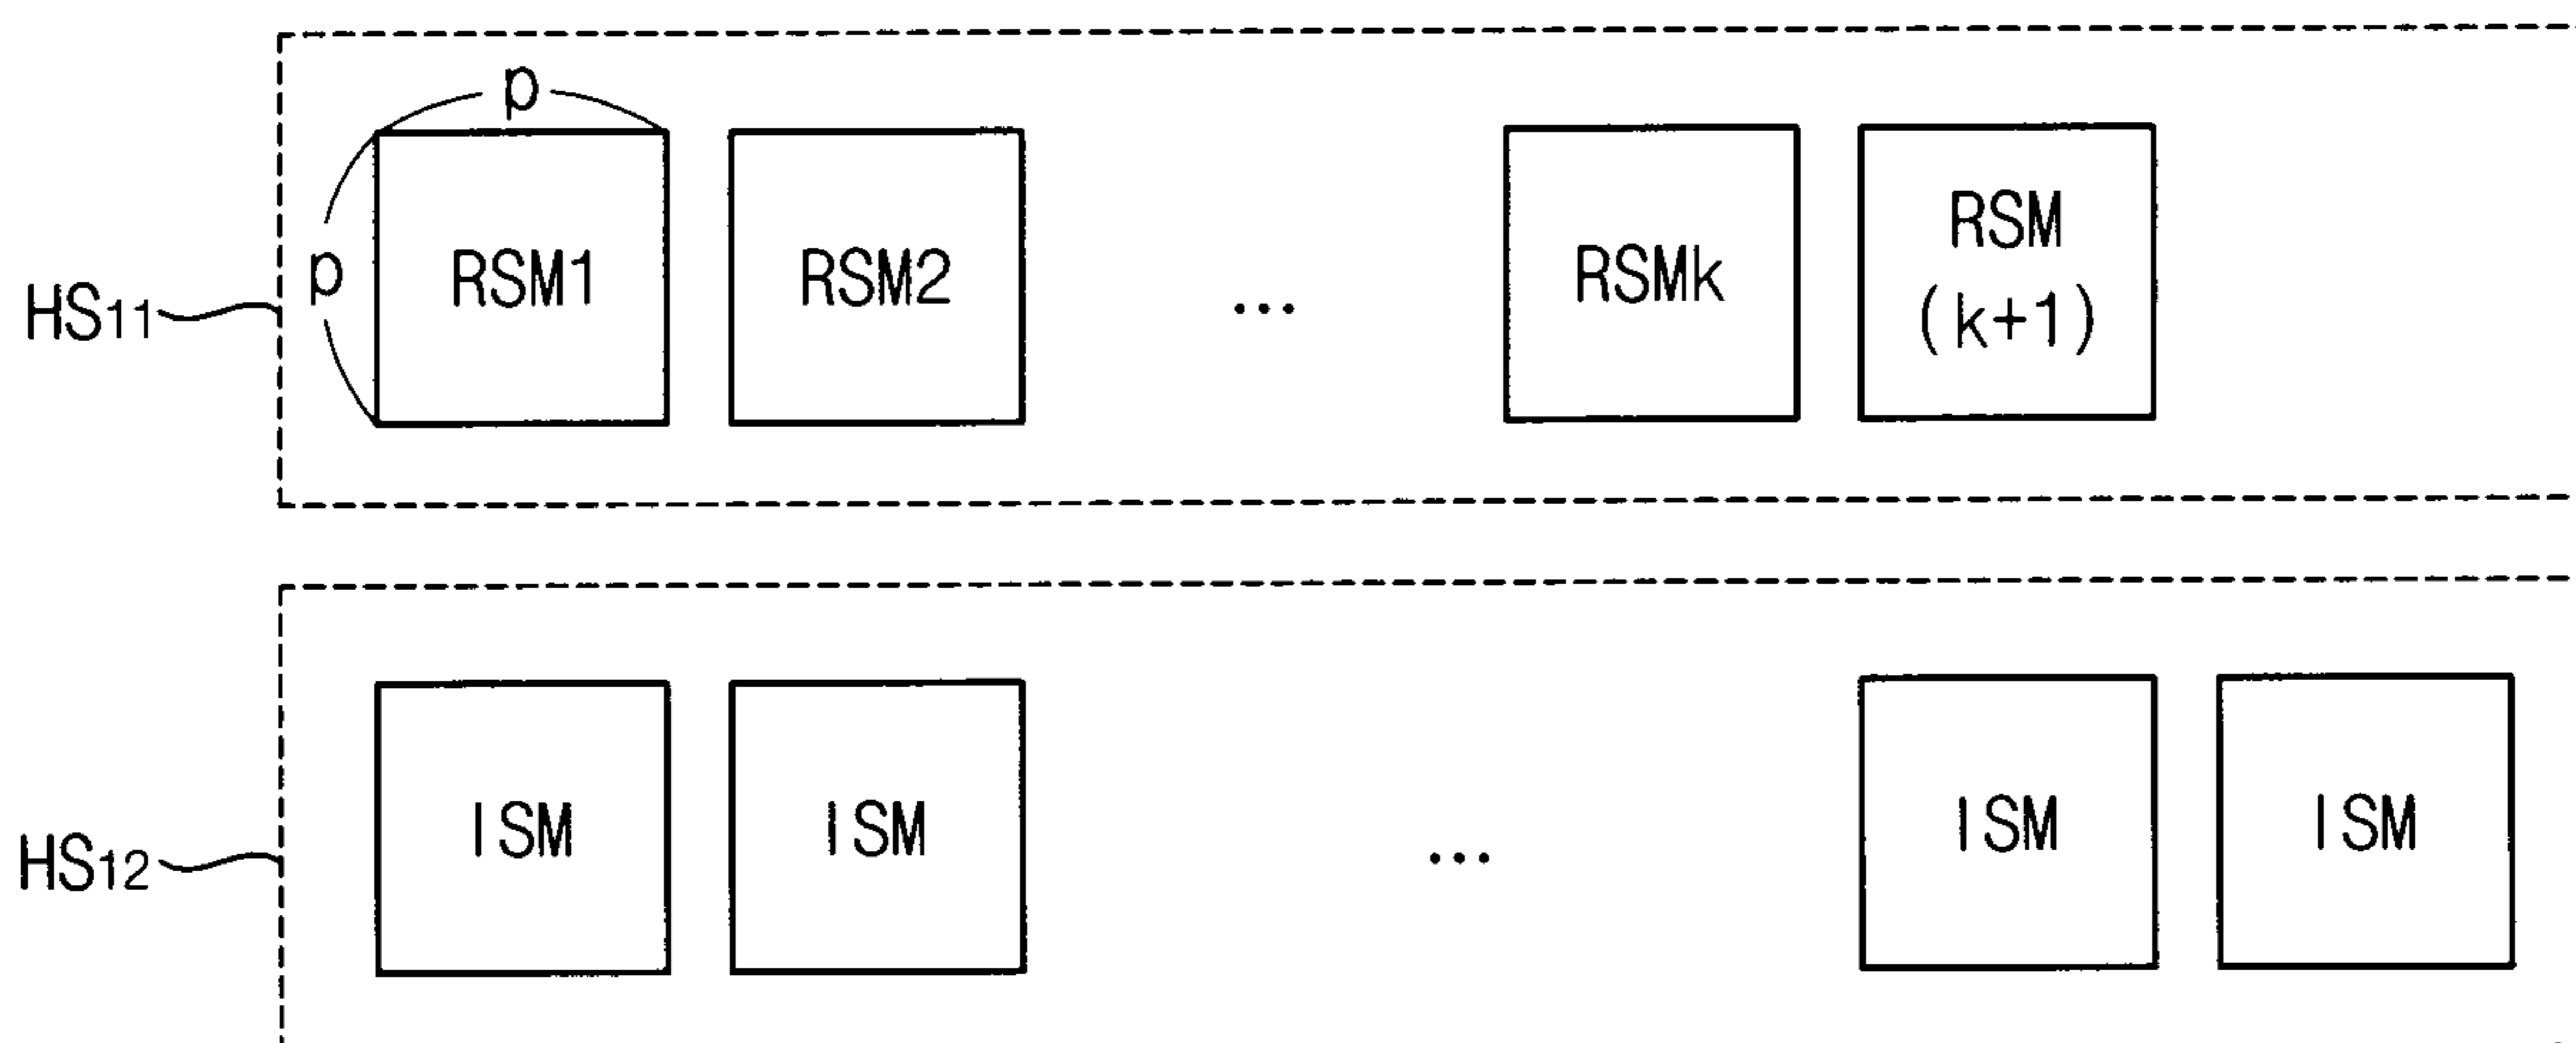 p
p
RSM1
RSM2
...
RSMk
RSM
(k+1)
HS11
ISM
ISM
...
ISM
ISM
HS12